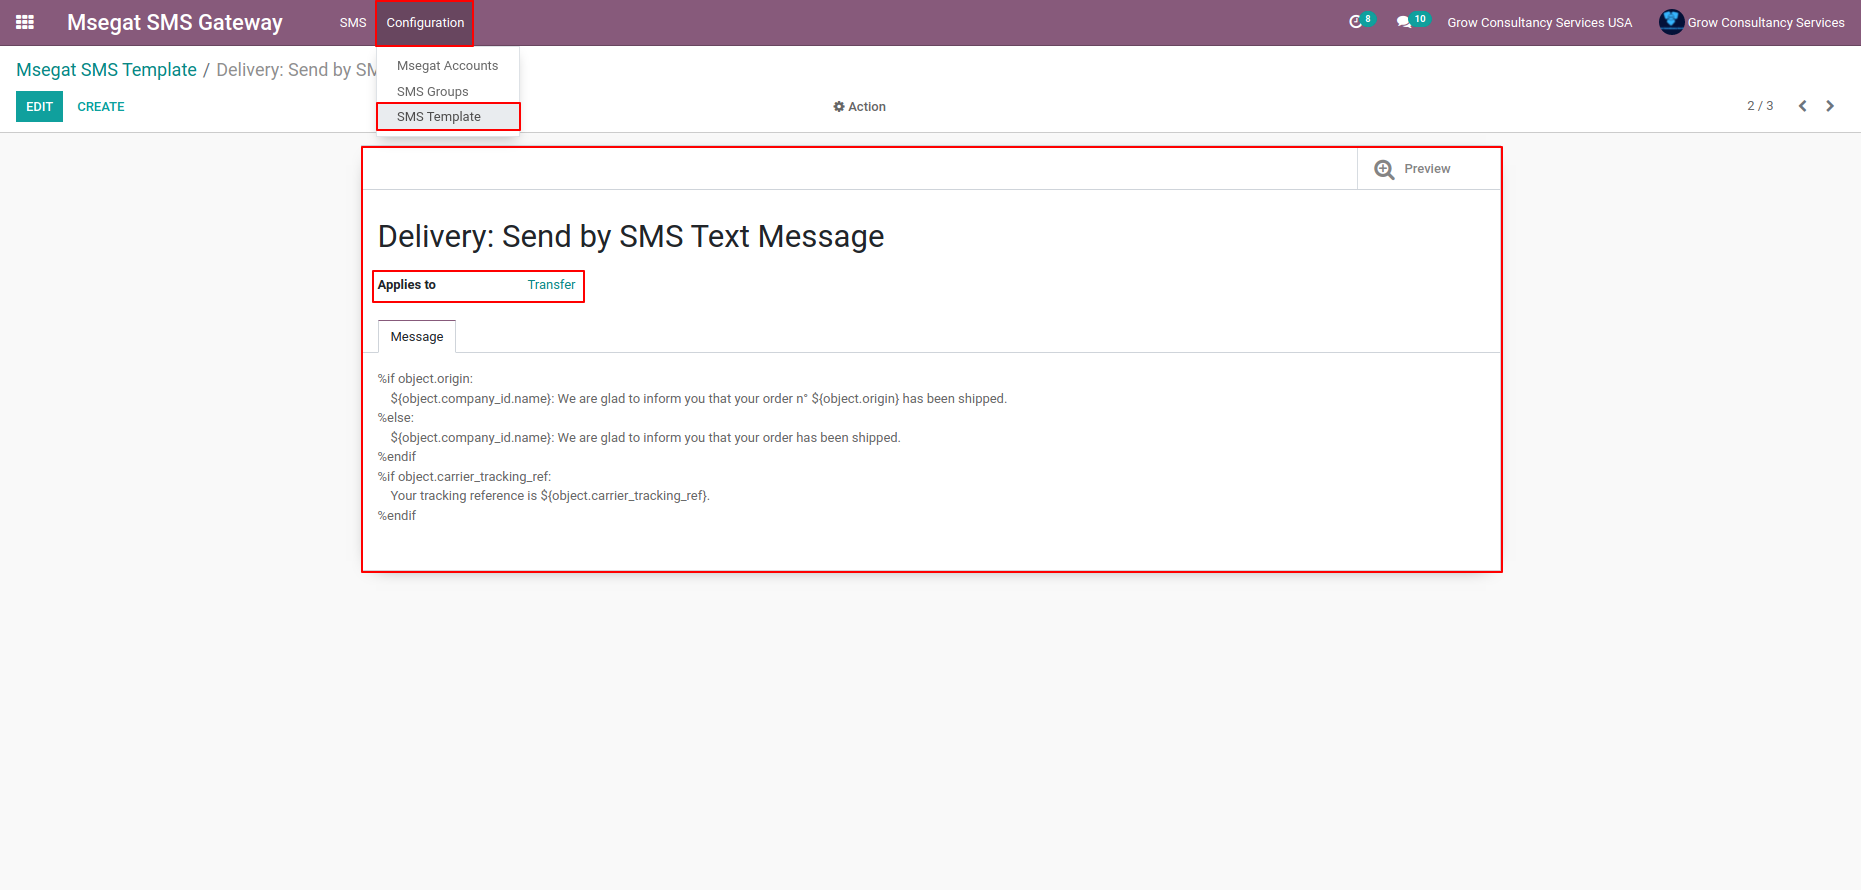 Msegat SMS Gateway SMS Configuration 8 10 Grow Consultancy Services USA Grow Consultancy Services
Msegat SMS Template / Delivery: Send by SM
Msegat Accounts
SMS Groups
SMS Template
EDIT CREATE Action 2 / 3
Preview
Delivery: Send by SMS Text Message
Applies to Transfer
Message
%if object.origin:
${object.company_id.name}: We are glad to inform you that your order n° ${object.origin} has been shipped.
%else:
${object.company_id.name}: We are glad to inform you that your order has been shipped.
%endif
%if object.carrier_tracking_ref:
Your tracking reference is ${object.carrier_tracking_ref}.
%endif